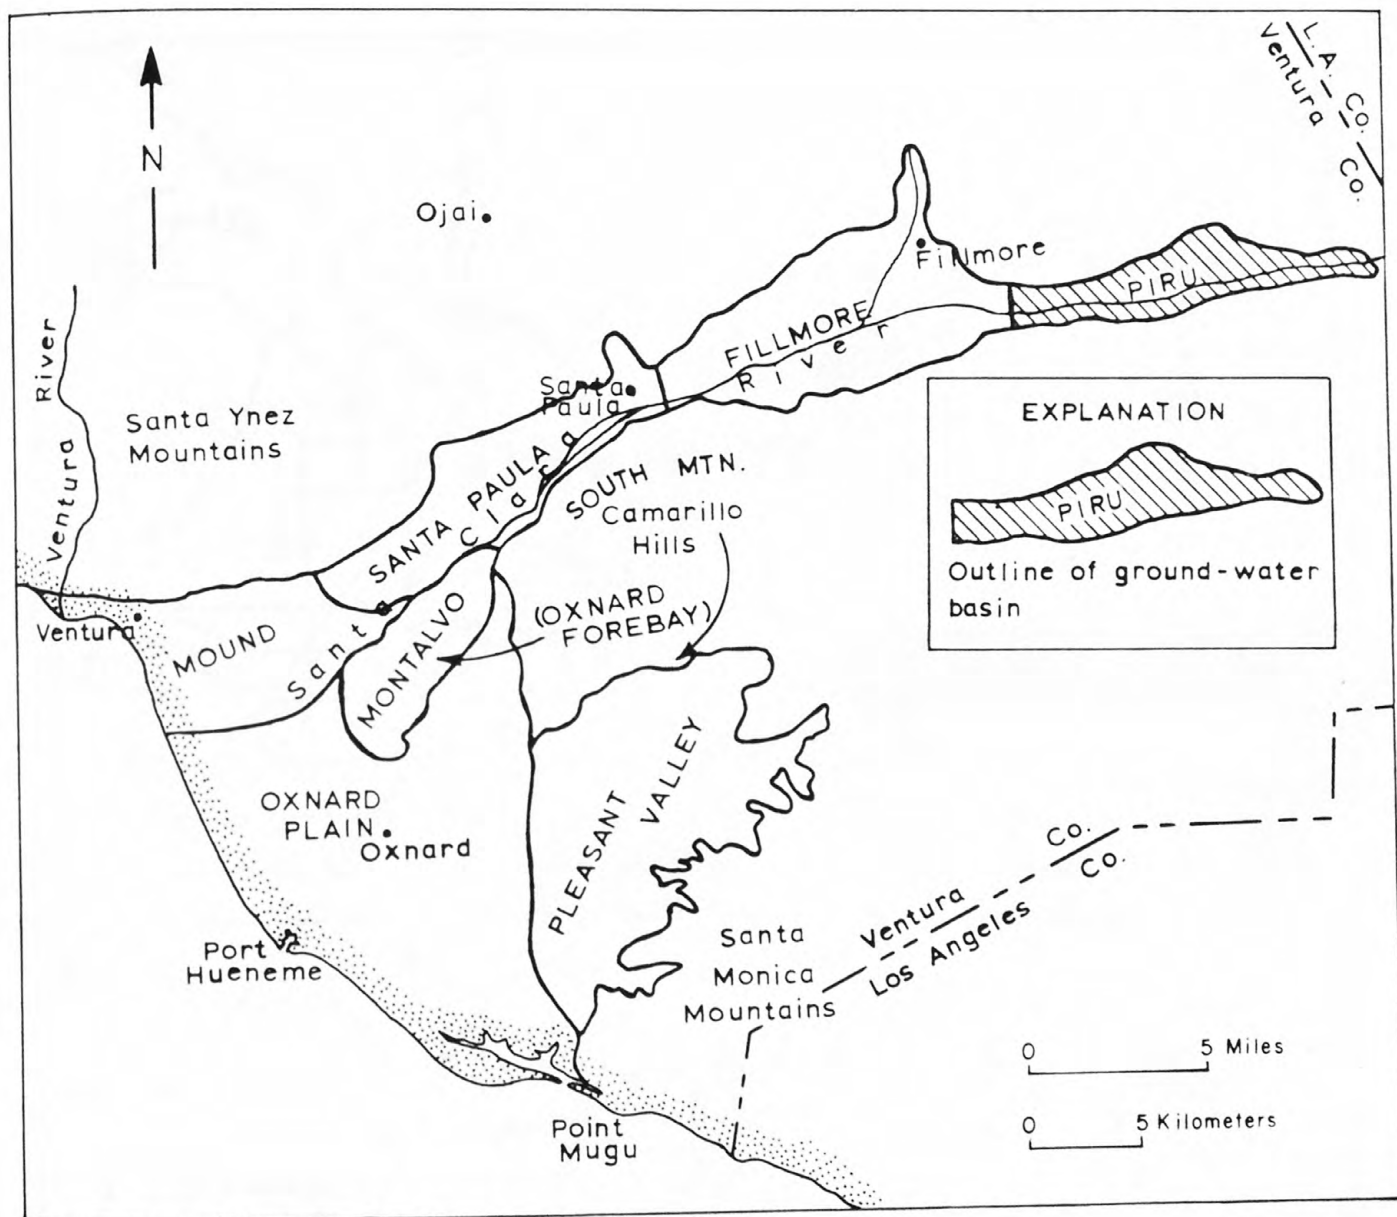 L.A. Co.
Ventura Co.
N
Ojai
Fillmore
PIRU
FILLMORE
River
Santa
Paula
Ventura River
Santa Ynez
Mountains
SANTA PAULA
Santa Clara
SOUTH MTN.
Camarillo
Hills
EXPLANATION
PIRU
Outline of ground-water
basin
Ventura
MOUND
MONTALVO
(OXNARD
FOREBAY)
PLEASANT VALLEY
OXNARD
PLAIN
Oxnard
Port
Hueneme
Santa
Monica
Mountains
Ventura Co.
Los Angeles Co.
0 5 Miles
0 5 Kilometers
Point
Mugu